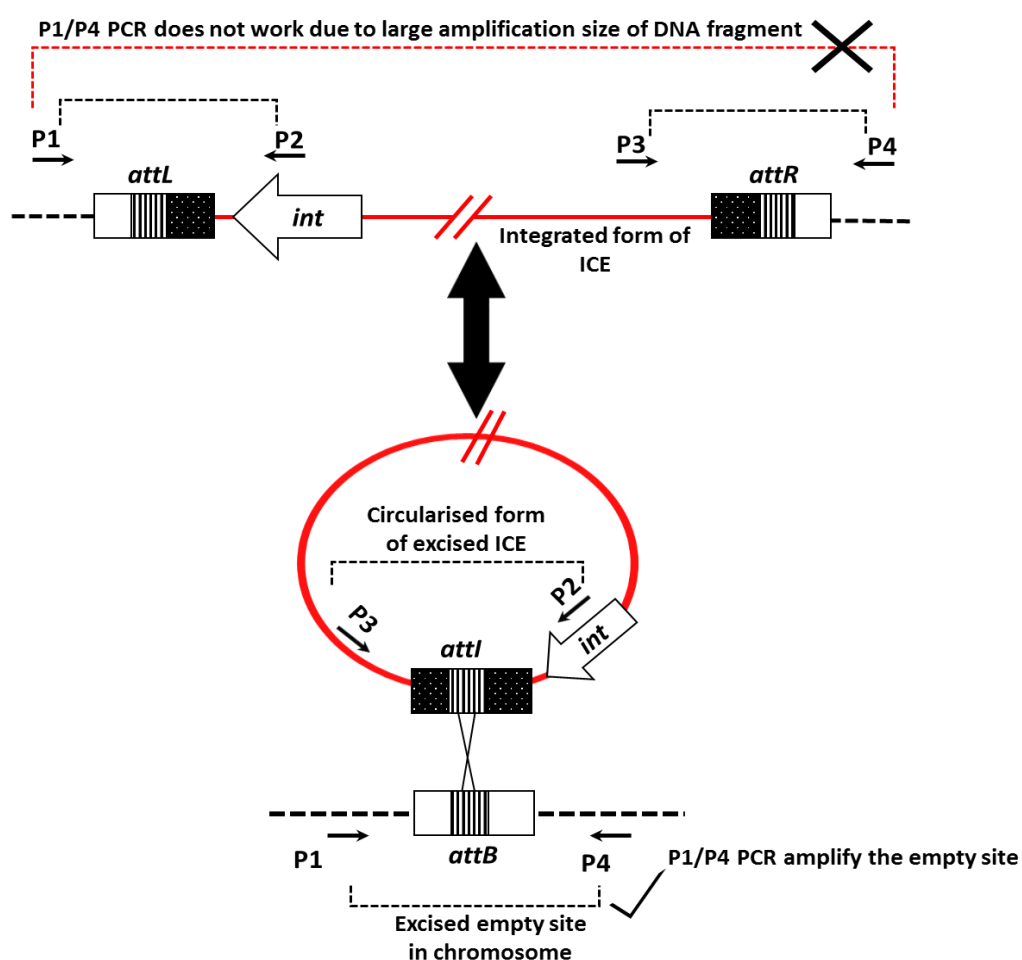 P1/P4 PCR does not work due to large amplification size of DNA fragment
P1
P2
P3
P4
attL
attR
int
Integrated form of
ICE
Circularised form
of excised ICE
P3
P2
int
attI
attB
P1
P4
P1/P4 PCR amplify the empty site
Excised empty site
in chromosome